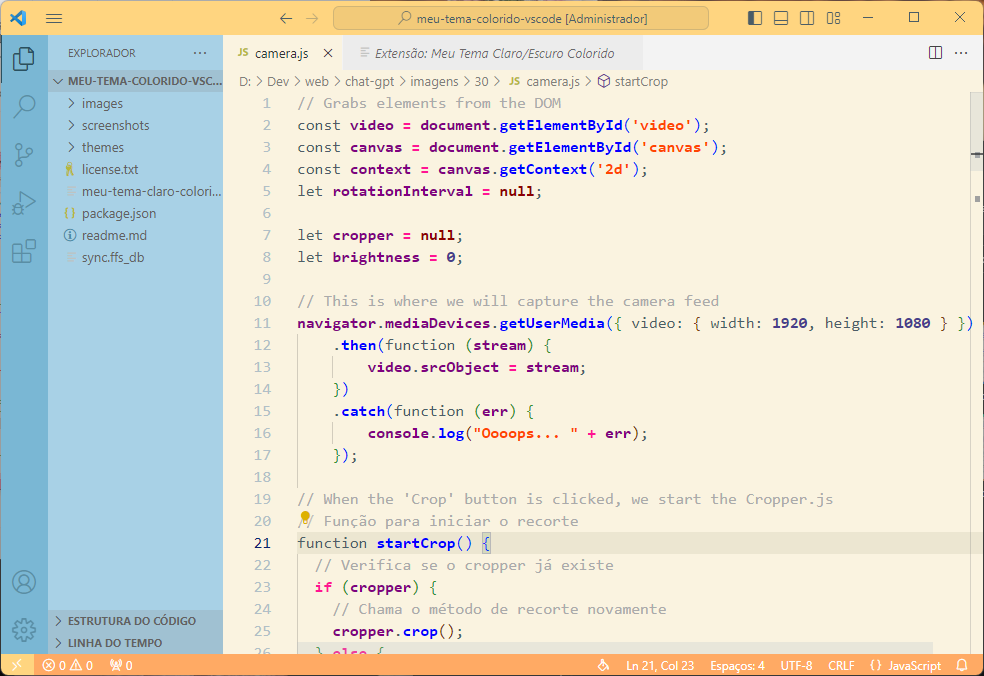 meu-tema-colorido-vscode [Administrador]
EXPLORADOR ···
MEU-TEMA-COLORIDO-VSC...
images
screenshots
themes
license.txt
meu-tema-claro-colori...
{} package.json
readme.md
sync.ffs_db
ESTRUTURA DO CÓDIGO
LINHA DO TEMPO
JS camera.js
Extensão: Meu Tema Claro/Escuro Colorido
D: > Dev > web > chat-gpt > imagens > 30 > JS camera.js > startCrop
1 // Grabs elements from the DOM
2 const video = document.getElementById('video');
3 const canvas = document.getElementById('canvas');
4 const context = canvas.getContext('2d');
5 let rotationInterval = null;
6
7 let cropper = null;
8 let brightness = 0;
9
10 // This is where we will capture the camera feed
11 navigator.mediaDevices.getUserMedia({ video: { width: 1920, height: 1080 } })
12 .then(function (stream) {
13 video.srcObject = stream;
14 })
15 .catch(function (err) {
16 console.log("Oooops... " + err);
17 });
18
19 // When the 'Crop' button is clicked, we start the Cropper.js
20 // Função para iniciar o recorte
21 function startCrop() {
22 // Verifica se o cropper já existe
23 if (cropper) {
24 // Chama o método de recorte novamente
25 cropper.crop();
26 } else {
0 0 0 Ln 21, Col 23 Espaços: 4 UTF-8 CRLF {} JavaScript